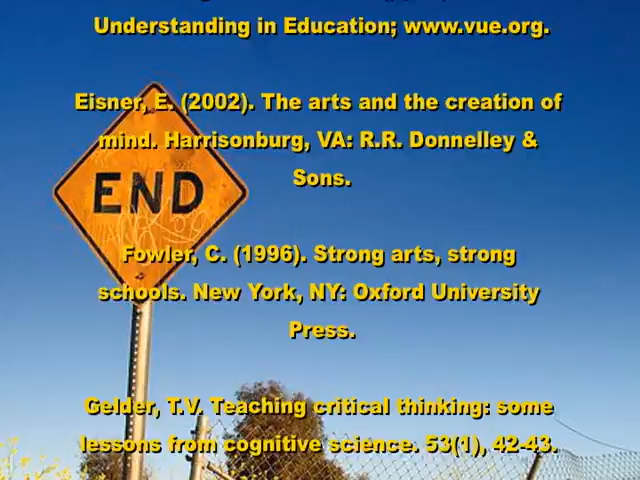 Understanding in Education; www.vue.org.
Eisner, E. (2002). The arts and the creation of
mind. Harrisonburg, VA: R.R. Donnelley &
Sons.
END
Fowler, C. (1996). Strong arts, strong
schools. New York, NY: Oxford University
Press.
Gelder, T.V. Teaching critical thinking: some
lessons from cognitive science. 53(1), 42-43.